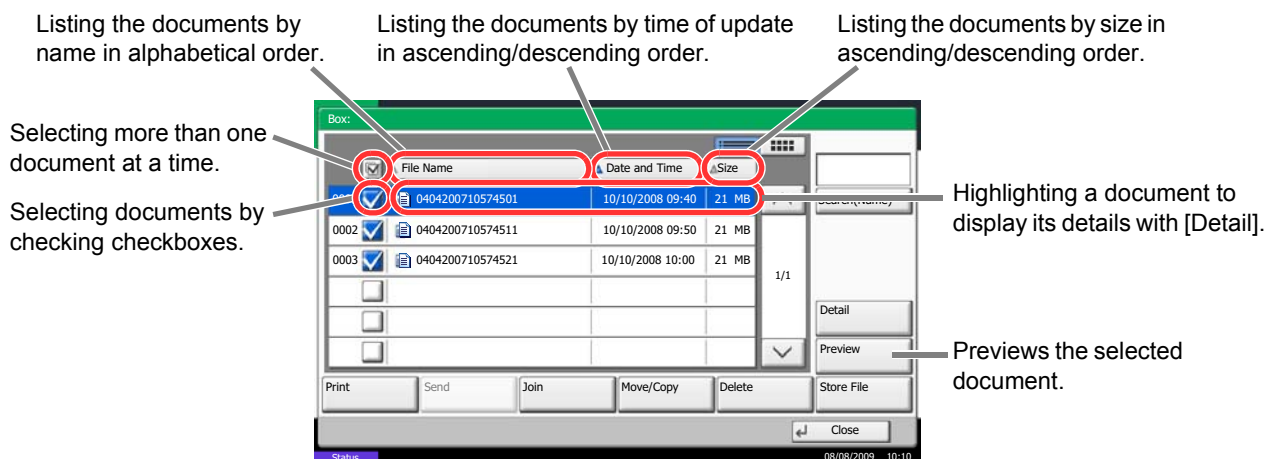 Listing the documents by
name in alphabetical order.
Listing the documents by time of update
in ascending/descending order.
Listing the documents by size in
ascending/descending order.
Selecting more than one
document at a time.
Selecting documents by
checking checkboxes.
Box:
File Name
Date and Time
Size
0404200710574501
10/10/2008 09:40
21 MB
Search(Name)
0002
0404200710574511
10/10/2008 09:50
21 MB
0003
0404200710574521
10/10/2008 10:00
21 MB
1/1
Detail
Preview
Print
Send
Join
Move/Copy
Delete
Store File
Close
Status
08/08/2009 10:10
Highlighting a document to
display its details with [Detail].
Previews the selected
document.